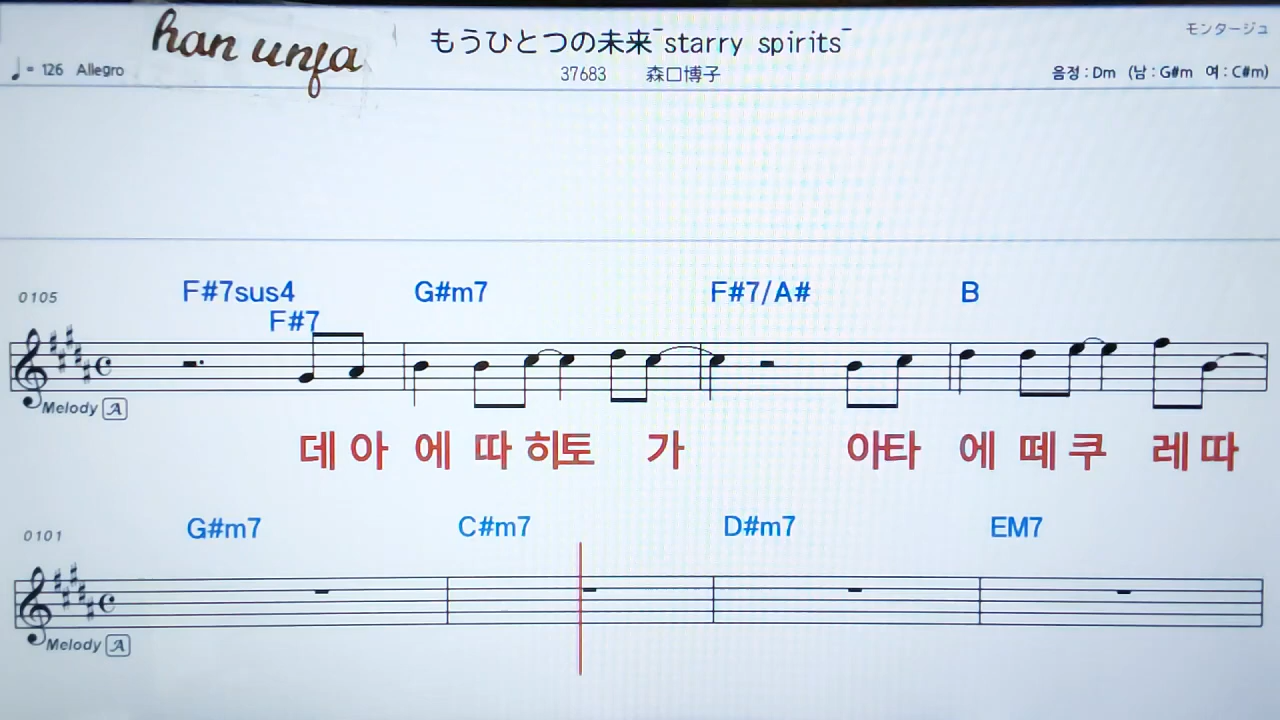 han unfa
もうひとつの未来‾starry spirits‾
モンタージュ
♩= 126 Allegro
37683 森口博子
음정 : Dm (남 : G#m 여 : C#m)
0105
F#7sus4 G#m7 F#7/A# B
F#7
Melody A
데 아 에 따 히토 가 아타 에 떼 쿠 레 따
0101
G#m7 C#m7 D#m7 EM7
Melody A